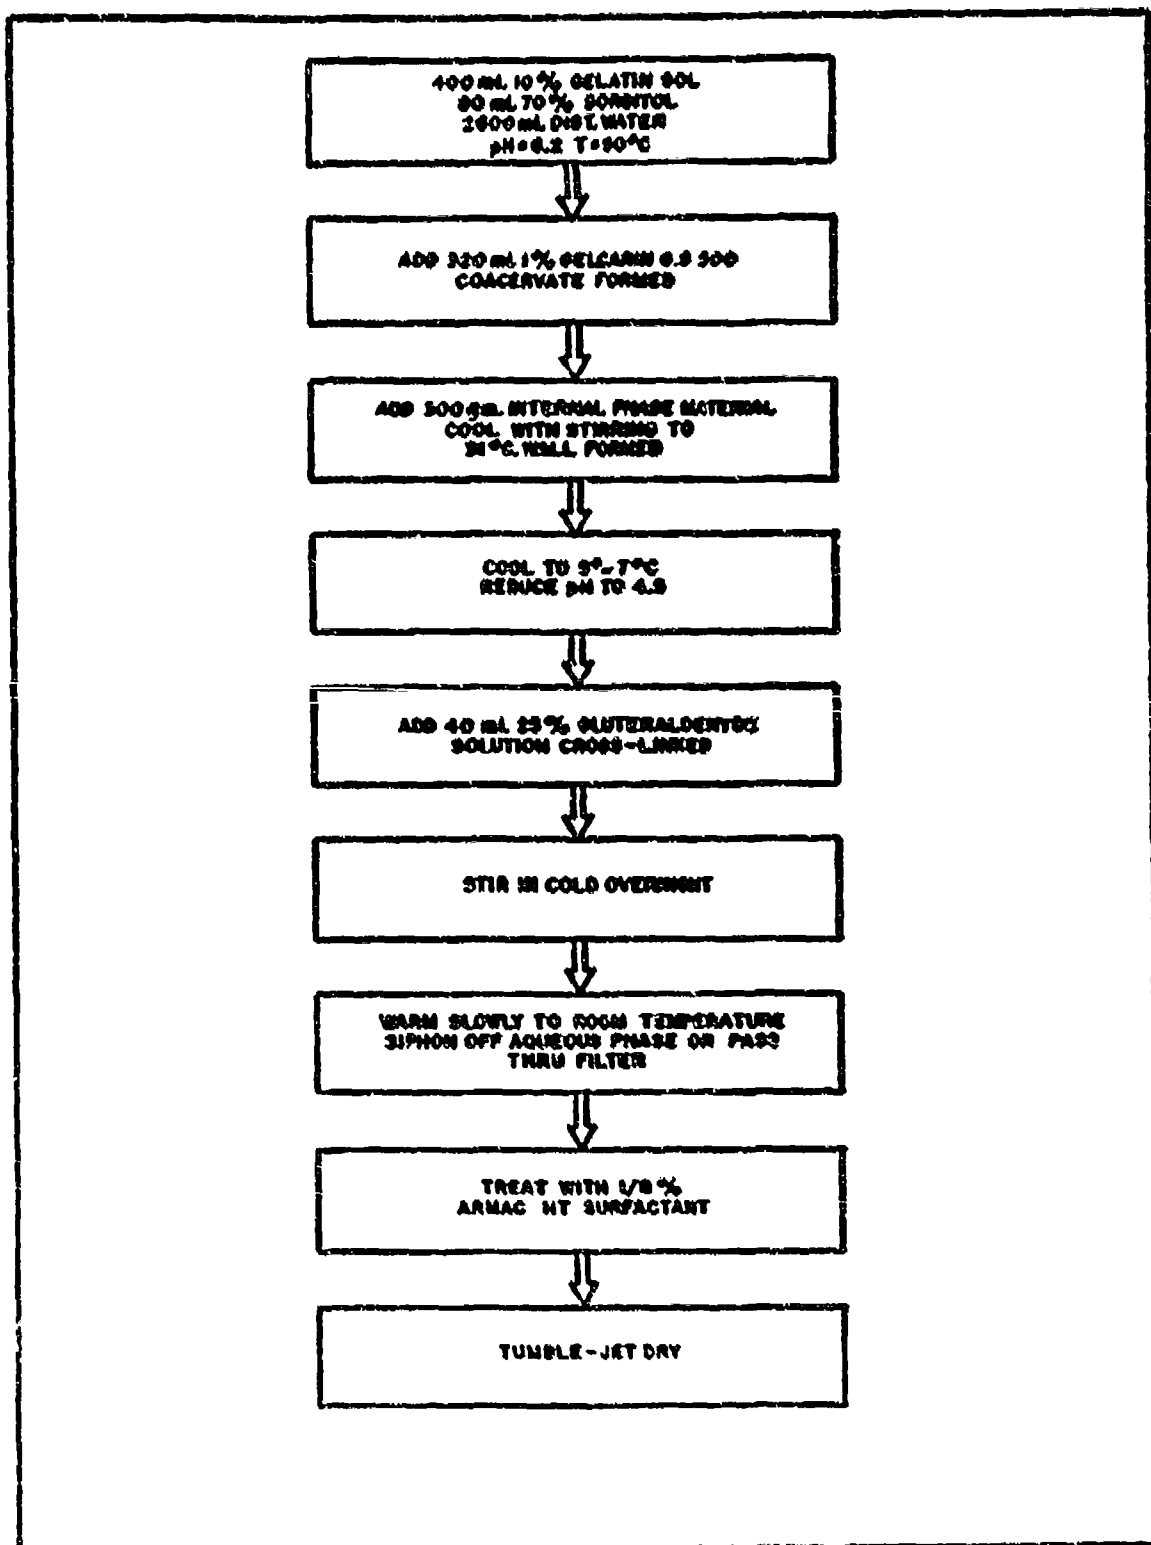 400 ml. 10% GELATIN SOL
80 ml. 70% SORBITOL
2600 ml. DIST. WATER
pH = 6.2 T = 50°C
ADD 320 ml. 1% GELCARIN
COACERVATE FORMED
ADD 300 gm. INTERNAL PHASE MATERIAL
COOL WITH STIRRING TO
°C. WALL FORMED
COOL TO 5°-7°C
REDUCE pH TO
ADD 40 ml. 25% GLUTERALDEHYDE
SOLUTION CROSS-LINKED
STIR IN COLD OVERNIGHT
WARM SLOWLY TO ROOM TEMPERATURE
SIPHON OFF AQUEOUS PHASE OR PASS
THRU FILTER
TREAT WITH
ARMAC HT SURFACTANT
TUMBLE-JET DRY